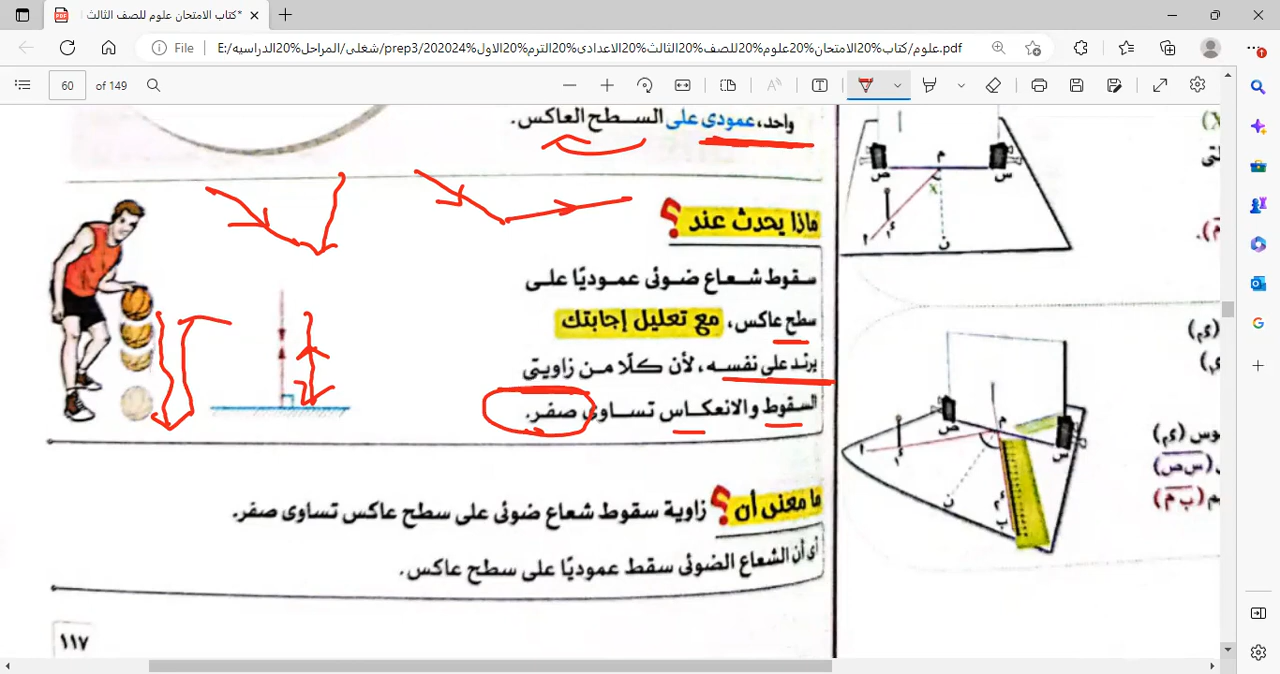 كتاب الامتحان علوم للصف الثالث*
File
E:/علوم/كتاب%20الامتحان%20علوم%20للصف%20الثالث%20الاعدادى%20الترم%20الاول%202024/prep3/شغلى/المراحل%20الدراسيه.pdf
60 of 149
واحد، عمودى على السطح العاكس.
ماذا يحدث عند ؟
سقوط شعاع ضوئى عموديًا على
سطح عاكس، مع تعليل إجابتك
يرتد على نفسه، لأن كلًا من زاويتى
السقوط والانعكاس تساوى صفر.
ما معنى أن ؟ زاوية سقوط شعاع ضوئى على سطح عاكس تساوى صفر.
أى أن الشعاع الضوئى سقط عموديًا على سطح عاكس.
١١٧
م
ص
س
X
ن
أ
م
ص
س
أ
ن
وس (ع م)
(س ص)
م (ب م)